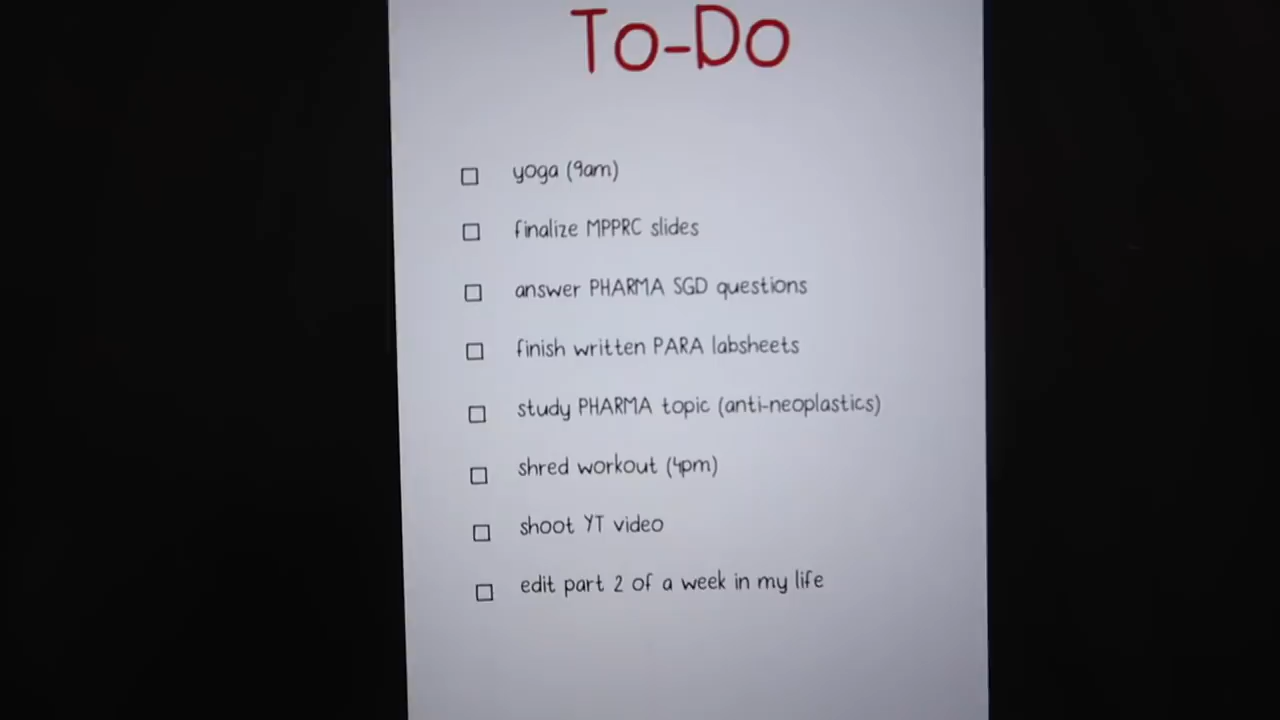 To-Do
yoga (9am)
finalize MPPRC slides
answer PHARMA SGD questions
finish written PARA labsheets
study PHARMA topic (anti-neoplastics)
shred workout (4pm)
shoot YT video
edit part 2 of a week in my life